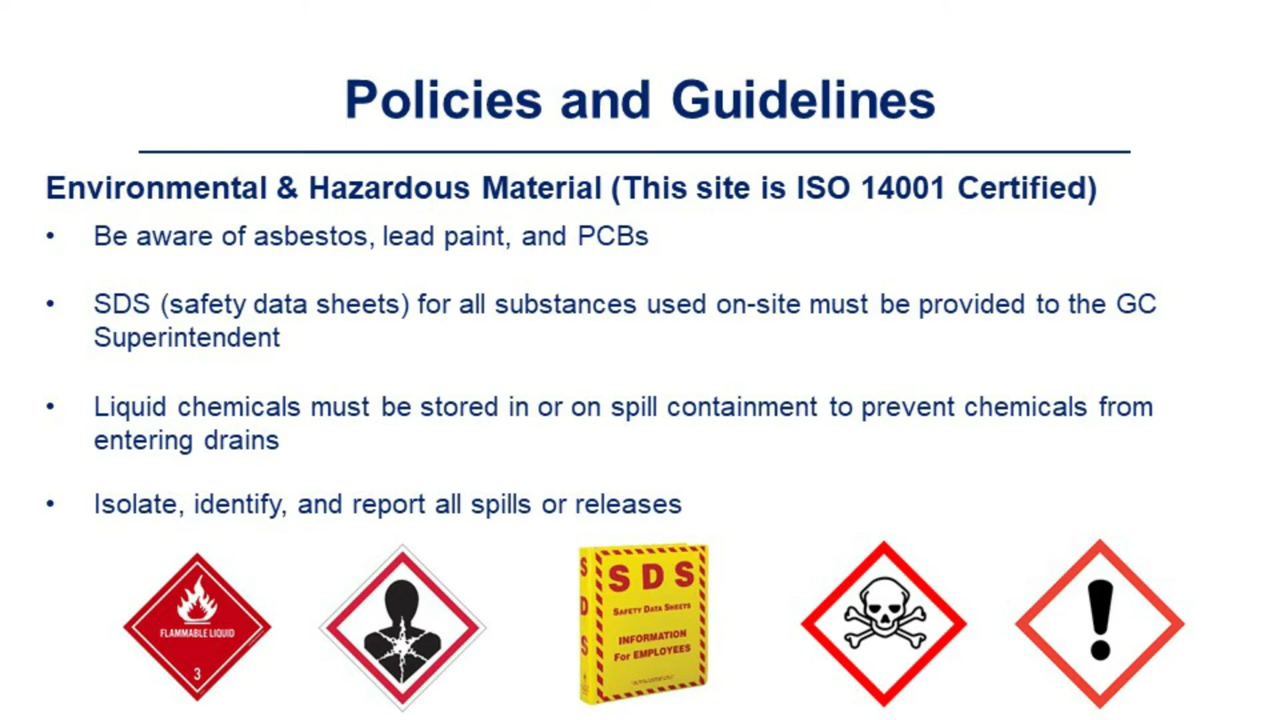 Policies and Guidelines
Environmental & Hazardous Material (This site is ISO 14001 Certified)
• Be aware of asbestos, lead paint, and PCBs
• SDS (safety data sheets) for all substances used on-site must be provided to the GC
Superintendent
• Liquid chemicals must be stored in or on spill containment to prevent chemicals from
entering drains
• Isolate, identify, and report all spills or releases
FLAMMABLE LIQUID
3
S D S
SDS
SAFETY DATA SHEETS
INFORMATION
For EMPLOYEES